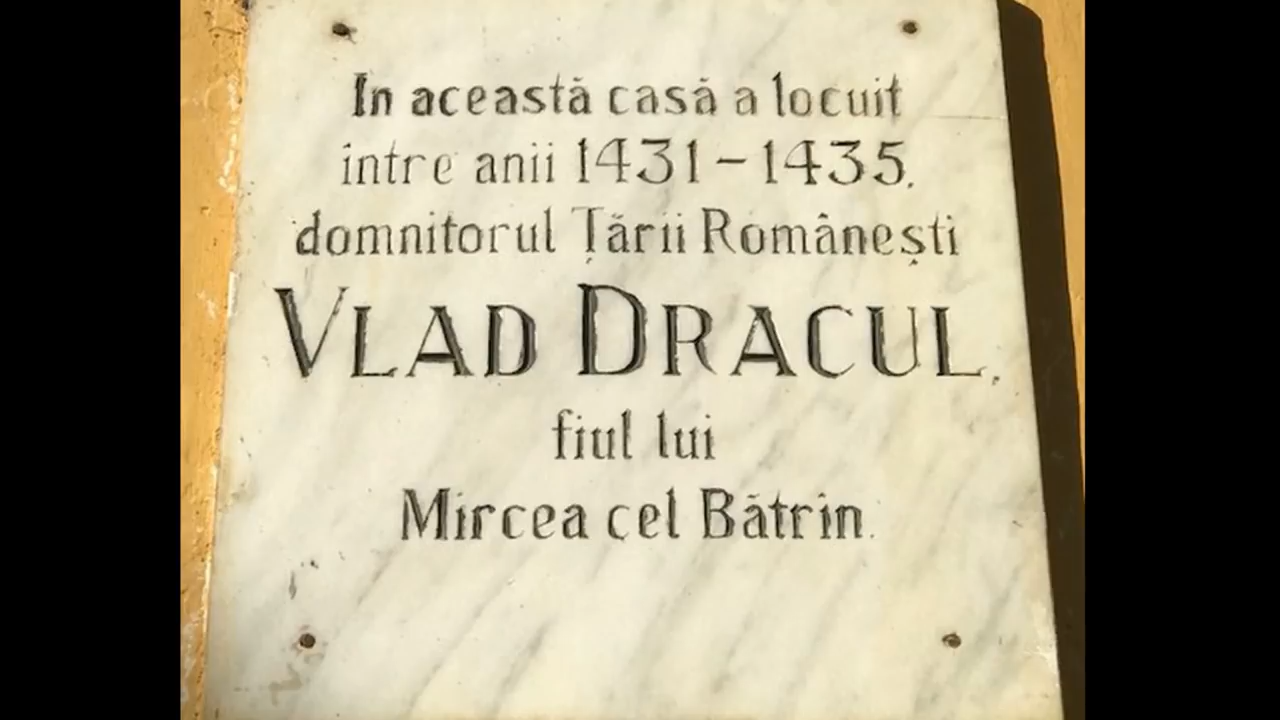 In această casă a locuit
intre anii 1431 – 1435,
domnitorul Țării Românești
VLAD DRACUL,
fiul lui
Mircea cel Bătrin.